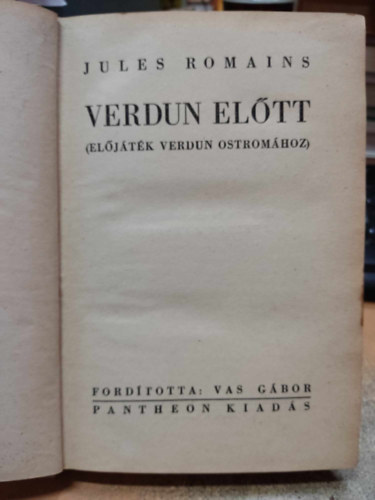 JULES ROMAINS
VERDUN ELŐTT
(ELŐJÁTÉK VERDUN OSTROMÁHOZ)
FORDÍTOTTA: VAS GÁBOR
PANTHEON KIADÁS